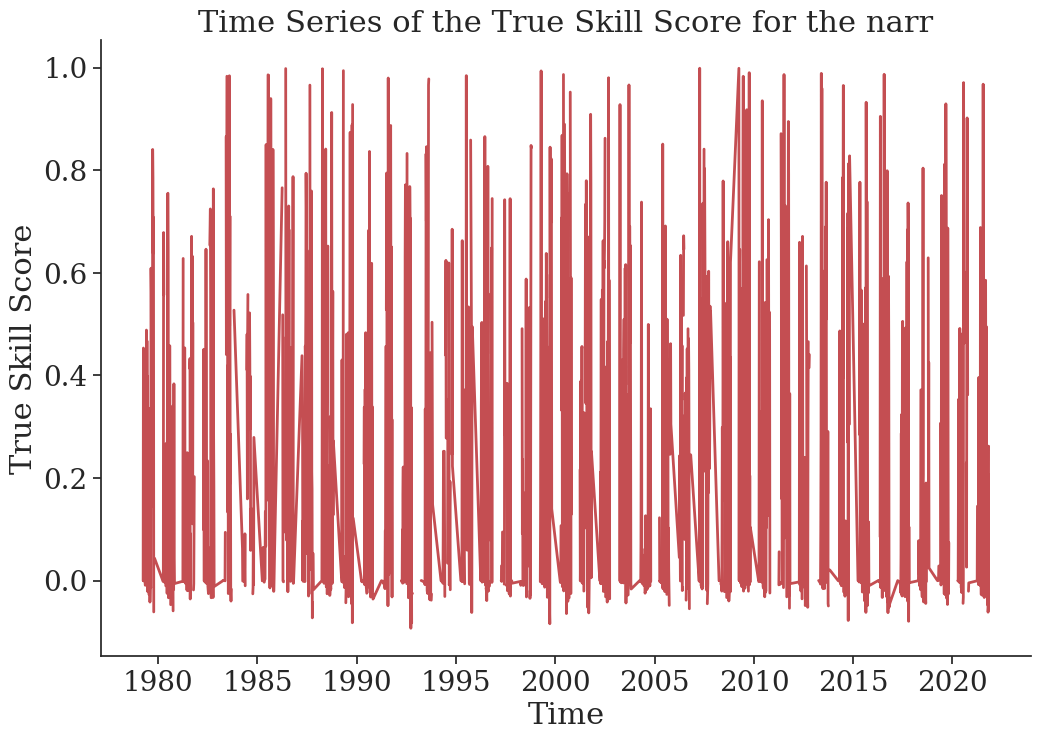 Time Series of the True Skill Score for the narr
True Skill Score
1.0
0.8
0.6
0.4
0.2
0.0
1980 1985 1990 1995 2000 2005 2010 2015 2020
Time